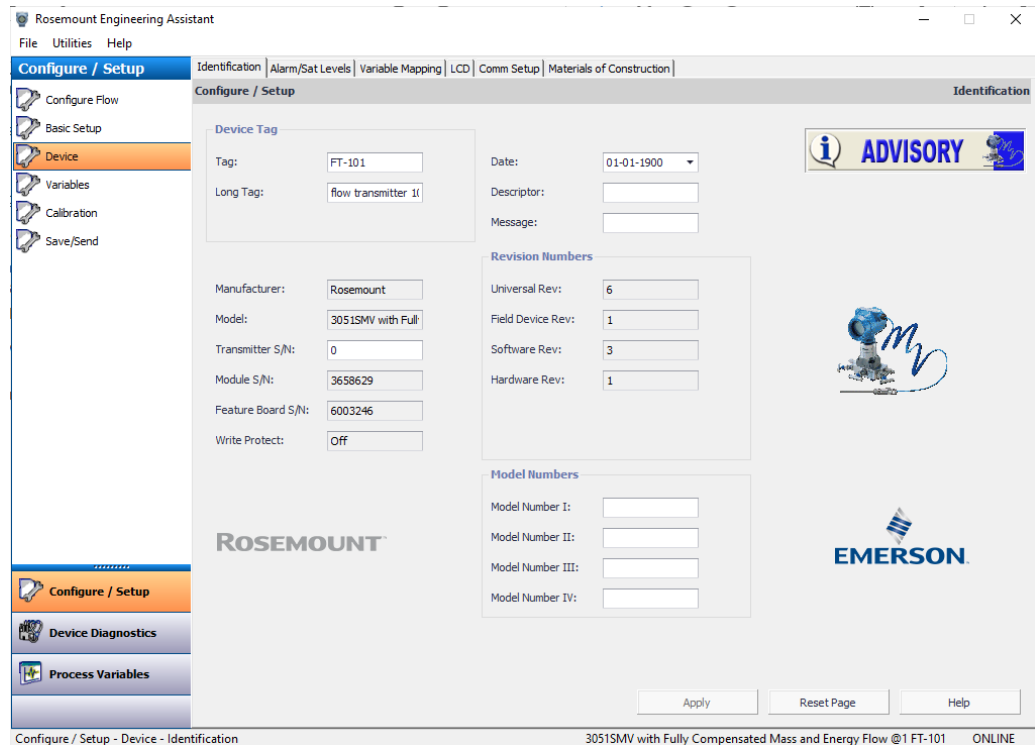 Rosemount Engineering Assistant
File Utilities Help
Configure / Setup
Configure Flow
Basic Setup
Device
Variables
Calibration
Save/Send
Configure / Setup
Device Diagnostics
Process Variables
Identification Alarm/Sat Levels Variable Mapping LCD Comm Setup Materials of Construction
Configure / Setup Identification
Device Tag
Tag: FT-101
Long Tag: flow transmitter
Date: 01-01-1900
Descriptor:
Message:
ADVISORY
Manufacturer: Rosemount
Model: 3051SMV with Full
Transmitter S/N: 0
Module S/N: 3658629
Feature Board S/N: 6003246
Write Protect: Off
Revision Numbers
Universal Rev: 6
Field Device Rev: 1
Software Rev: 3
Hardware Rev: 1
MV
Model Numbers
Model Number I:
Model Number II:
Model Number III:
Model Number IV:
ROSEMOUNT
EMERSON
Apply Reset Page Help
Configure / Setup - Device - Identification 3051SMV with Fully Compensated Mass and Energy Flow @1 FT-101 ONLINE